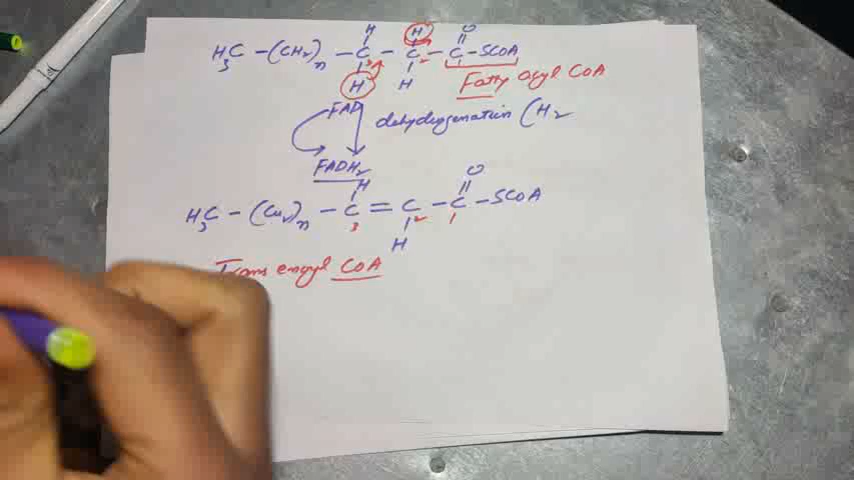 H H O
H3C - (CH2)n - C - C - C - SCOA
3 2 1
H H
Fatty acyl COA
FAD dehydrogenation (H2
FADH2
H O
H3C - (CH2)n - C = C - C - SCOA
3 2 1
H
Trans enoyl COA